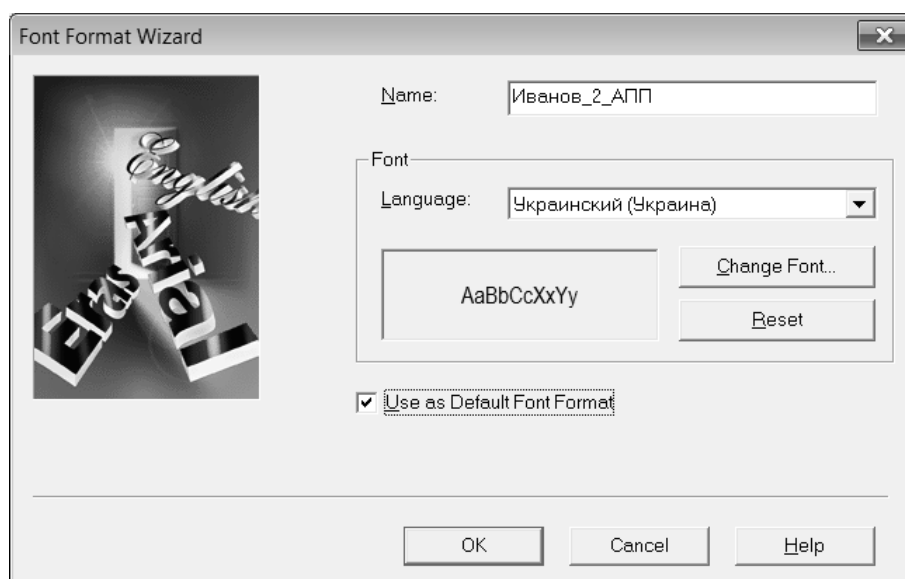 Font Format Wizard
Name: Иванов_2_АПП
Font
Language: Украинский (Украина)
AaBbCcXxYy
Change Font...
Reset
Use as Default Font Format
OK Cancel Help
English
Arial
Elras